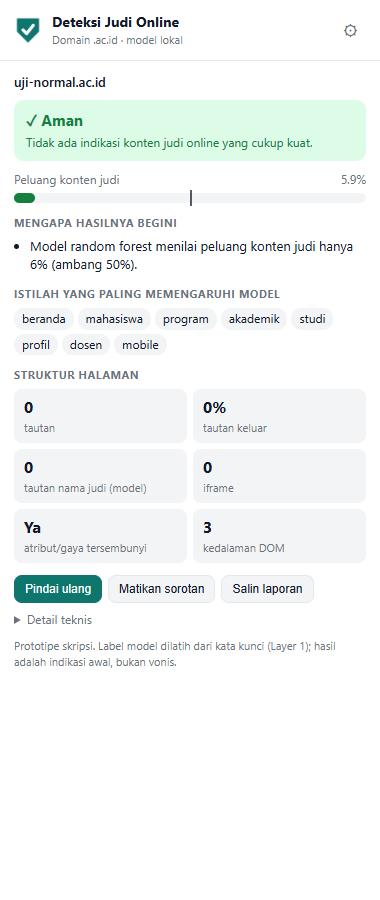 Deteksi Judi Online
Domain .ac.id · model lokal
uji-normal.ac.id
✓ Aman
Tidak ada indikasi konten judi online yang cukup kuat.
Peluang konten judi 5.9%
MENGAPA HASILNYA BEGINI
• Model random forest menilai peluang konten judi hanya
6% (ambang 50%).
ISTILAH YANG PALING MEMENGARUHI MODEL
beranda mahasiswa program akademik studi
profil dosen mobile
STRUKTUR HALAMAN
0 0%
tautan tautan keluar
0 0
tautan nama judi (model) iframe
Ya 3
atribut/gaya tersembunyi kedalaman DOM
Pindai ulang Matikan sorotan Salin laporan
▶ Detail teknis
Prototipe skripsi. Label model dilatih dari kata kunci (Layer 1); hasil
adalah indikasi awal, bukan vonis.